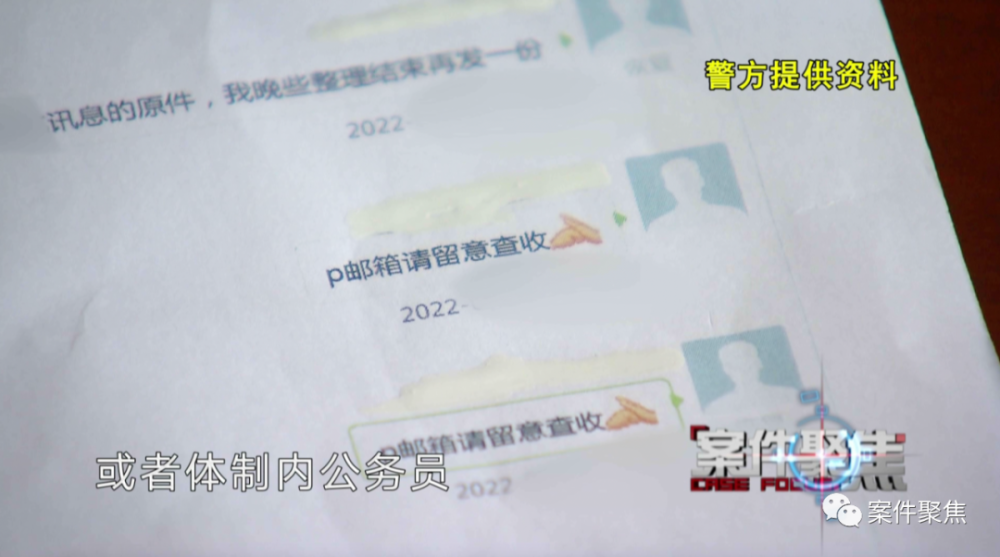 警方提供资料
讯息的原件，我晚些整理结束再发一份
2022-
p邮箱请留意查收
2022-
p邮箱请留意查收
2022
或者体制内公务员
案件聚焦
CASE FOCUS
案件聚焦